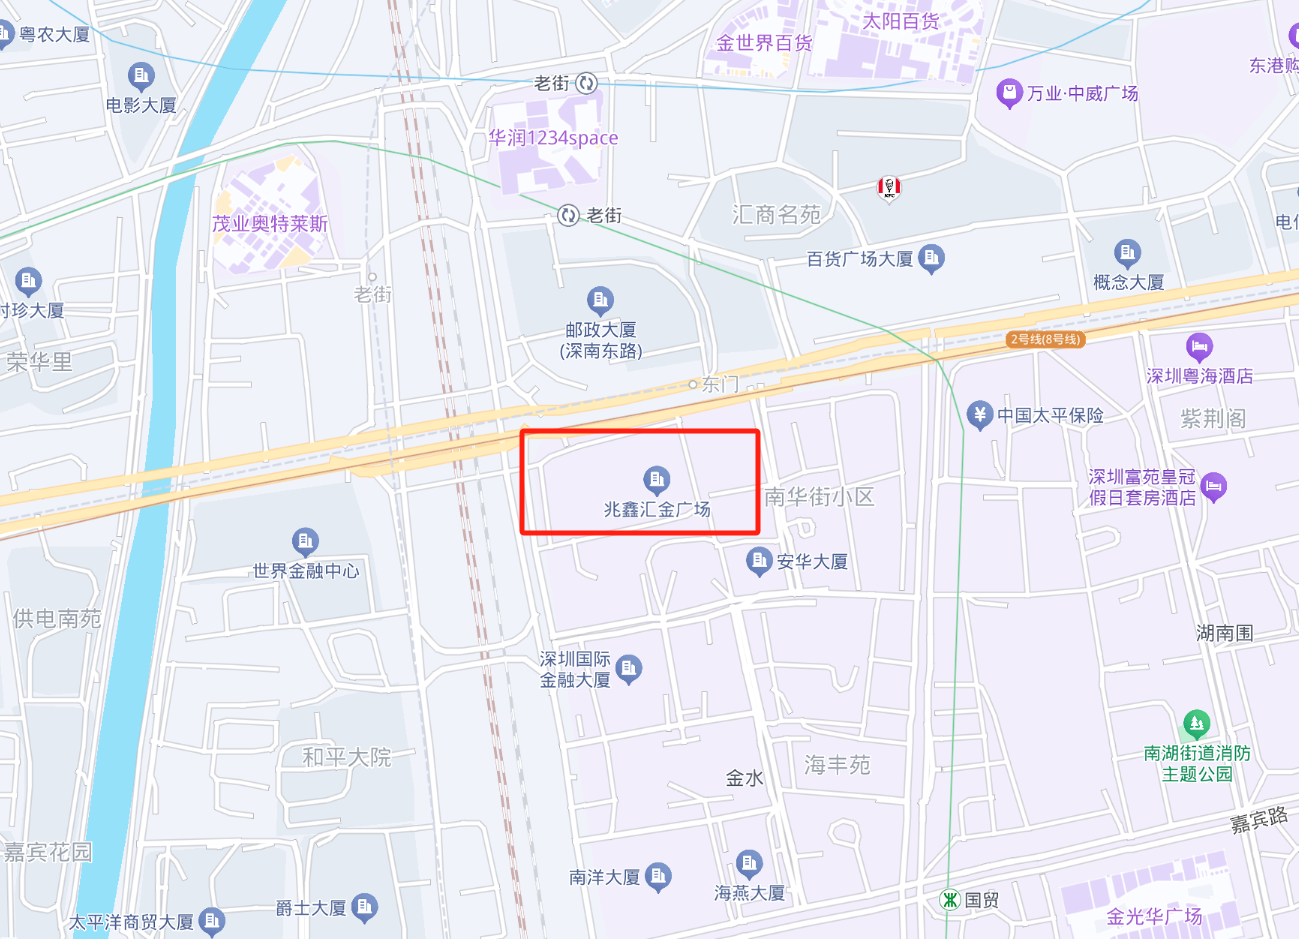 太阳百货
粤农大厦
金世界百货
东港购
老街
万业·中威广场
电影大厦
华润1234space
KFC
汇商名苑
老街
茂业奥特莱斯
电信
百货广场大厦
概念大厦
老街
时珍大厦
邮政大厦
(深南东路)
2号线(8号线)
荣华里
深圳粤海酒店
东门
中国太平保险
紫荆阁
深圳富苑皇冠
假日套房酒店
南华街小区
兆鑫汇金广场
安华大厦
世界金融中心
供电南苑
湖南围
深圳国际
金融大厦
南湖街道消防
主题公园
和平大院
海丰苑
金水
嘉宾路
嘉宾花园
南洋大厦
海燕大厦
国贸
爵士大厦
太平洋商贸大厦
金光华广场